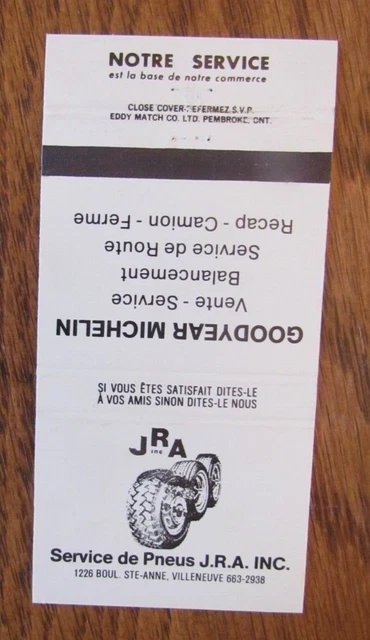 NOTRE SERVICE
est la base de notre commerce
CLOSE COVER-REFERMEZ S.V.P.
EDDY MATCH CO. LTD. PEMBROKE, ONT.
GOODYEAR MICHELIN
Vente - Service
Balancement
Service de Route
Recap - Camion - Ferme
SI VOUS ÊTES SATISFAIT DITES-LE
À VOS AMIS SINON DITES-LE NOUS
JRA
INC
Service de Pneus J.R.A. INC.
1226 BOUL. STE-ANNE, VILLENEUVE 663-2938